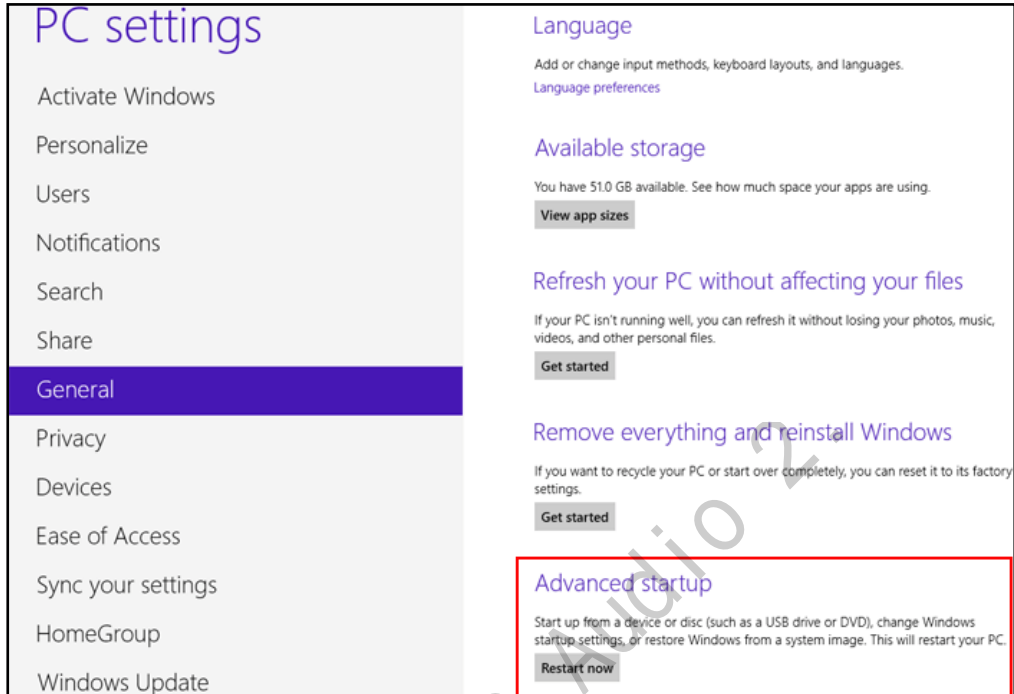 PC settings
Activate Windows
Personalize
Users
Notifications
Search
Share
General
Privacy
Devices
Ease of Access
Sync your settings
HomeGroup
Windows Update
Language
Add or change input methods, keyboard layouts, and languages.
Language preferences
Available storage
You have 51.0 GB available. See how much space your apps are using.
View app sizes
Refresh your PC without affecting your files
If your PC isn't running well, you can refresh it without losing your photos, music,
videos, and other personal files.
Get started
Remove everything and reinstall Windows
If you want to recycle your PC or start over completely, you can reset it to its factory
settings.
Get started
Advanced startup
Start up from a device or disc (such as a USB drive or DVD), change Windows
startup settings, or restore Windows from a system image. This will restart your PC.
Restart now
Audio 2.